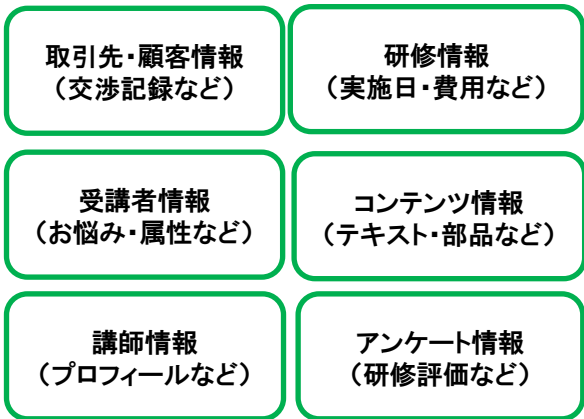 取引先・顧客情報
（交渉記録など）
研修情報
（実施日・費用など）
受講者情報
（お悩み・属性など）
コンテンツ情報
（テキスト・部品など）
講師情報
（プロフィールなど）
アンケート情報
（研修評価など）